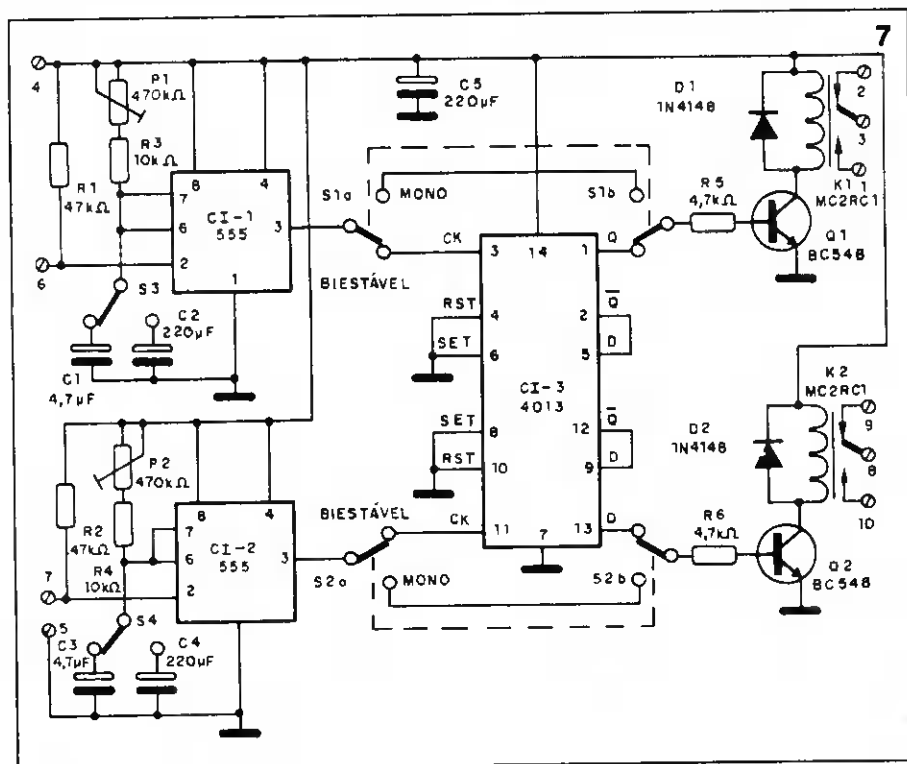 7
4
P1
470kΩ
R3
10kΩ
R1
47kΩ
6
8
4
7
6
2
CI-1
555
3
1
S3
C2
220µF
C1
4,7µF
C5
220µF
S1a
MONO
S1b
BIESTÁVEL
CK
3
14
1
Q
RST
4
SET
6
Q
2
D
5
CI-3
4013
SET
8
RST
10
Q
12
D
9
BIESTÁVEL
CK
11
7
13
D
S2a
MONO
S2b
R5
4,7kΩ
D1
1N4148
2
3
1
K1
MC2RC1
Q1
BC548
K2
MC2RC1
D2
1N4148
9
8
10
R6
4,7kΩ
Q2
BC548
P2
470kΩ
R2
47kΩ
R4
10kΩ
7
5
8
4
7
6
2
CI-2
555
3
S4
C3
4,7µF
C4
220µF